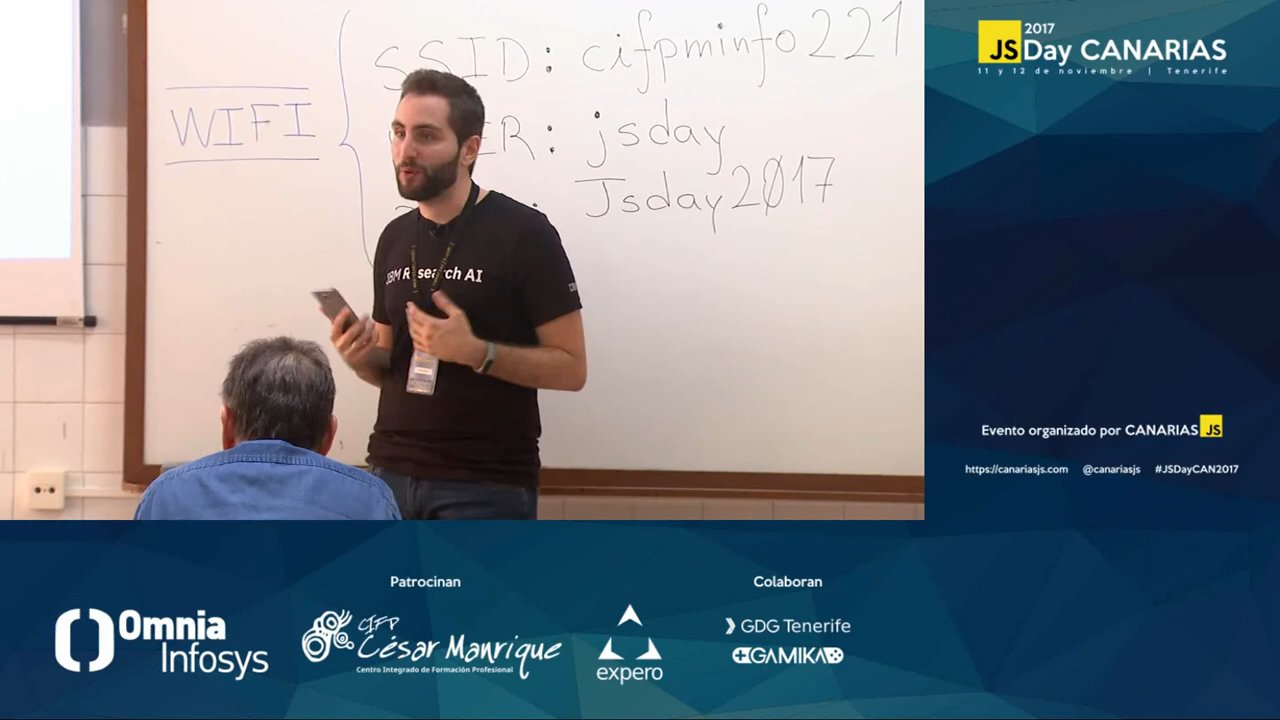 WIFI
SSID: cifpminfo221
ER: jsday
: Jsday2017
IBM Research AI
2017
JSDay CANARIAS
11 y 12 de noviembre | Tenerife
Evento organizado por CANARIAS JS
https://canariasjs.com @canariasjs #JSDayCAN2017
Patrocinan
Colaboran
Omnia
Infosys
CIFP
César Manrique
Centro Integrado de Formación Profesional
expero
GDG Tenerife
GAMIKA